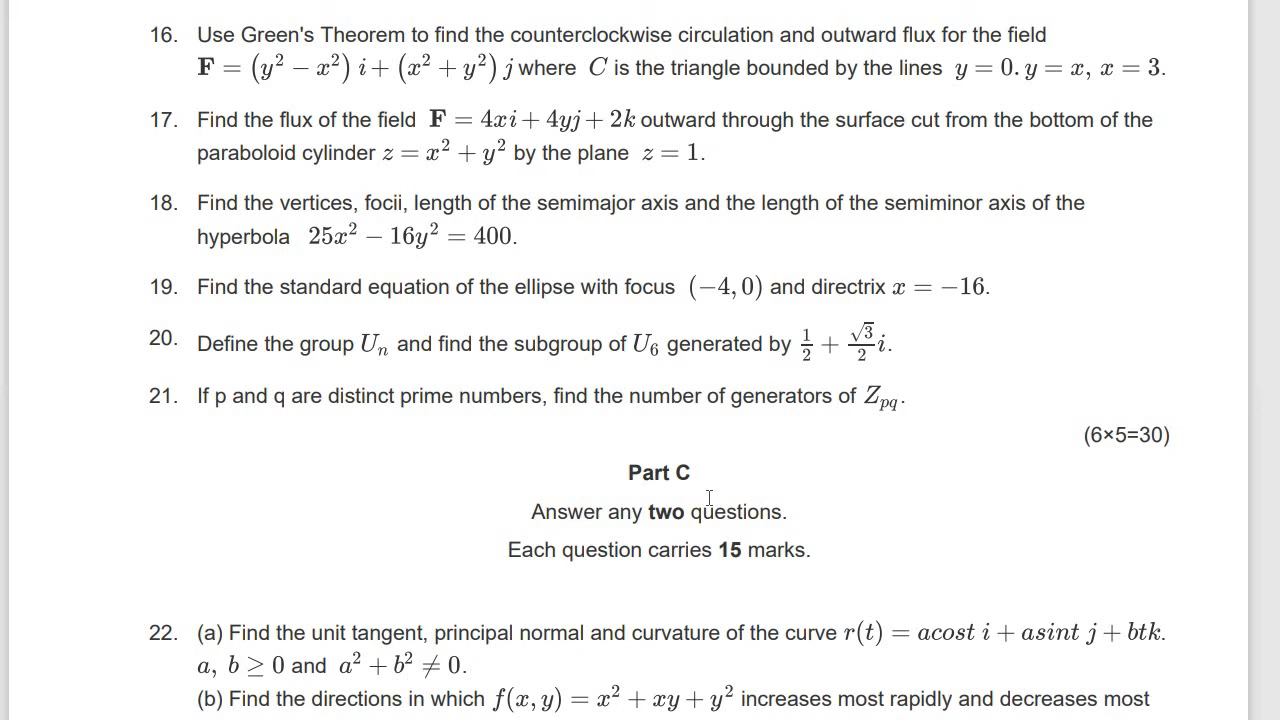 16. Use Green's Theorem to find the counterclockwise circulation and outward flux for the field
F = (y² − x²) i + (x² + y²) j where C is the triangle bounded by the lines y = 0. y = x, x = 3.
17. Find the flux of the field F = 4xi + 4yj + 2k outward through the surface cut from the bottom of the
paraboloid cylinder z = x² + y² by the plane z = 1.
18. Find the vertices, focii, length of the semimajor axis and the length of the semiminor axis of the
hyperbola 25x² − 16y² = 400.
19. Find the standard equation of the ellipse with focus (−4, 0) and directrix x = −16.
20. Define the group Uₙ and find the subgroup of U₆ generated by 1/2 + √3/2 i.
21. If p and q are distinct prime numbers, find the number of generators of Z_pq.
(6×5=30)
Part C
Answer any two questions.
Each question carries 15 marks.
22. (a) Find the unit tangent, principal normal and curvature of the curve r(t) = acost i + asint j + btk.
a, b ≥ 0 and a² + b² ≠ 0.
(b) Find the directions in which f(x, y) = x² + xy + y² increases most rapidly and decreases most